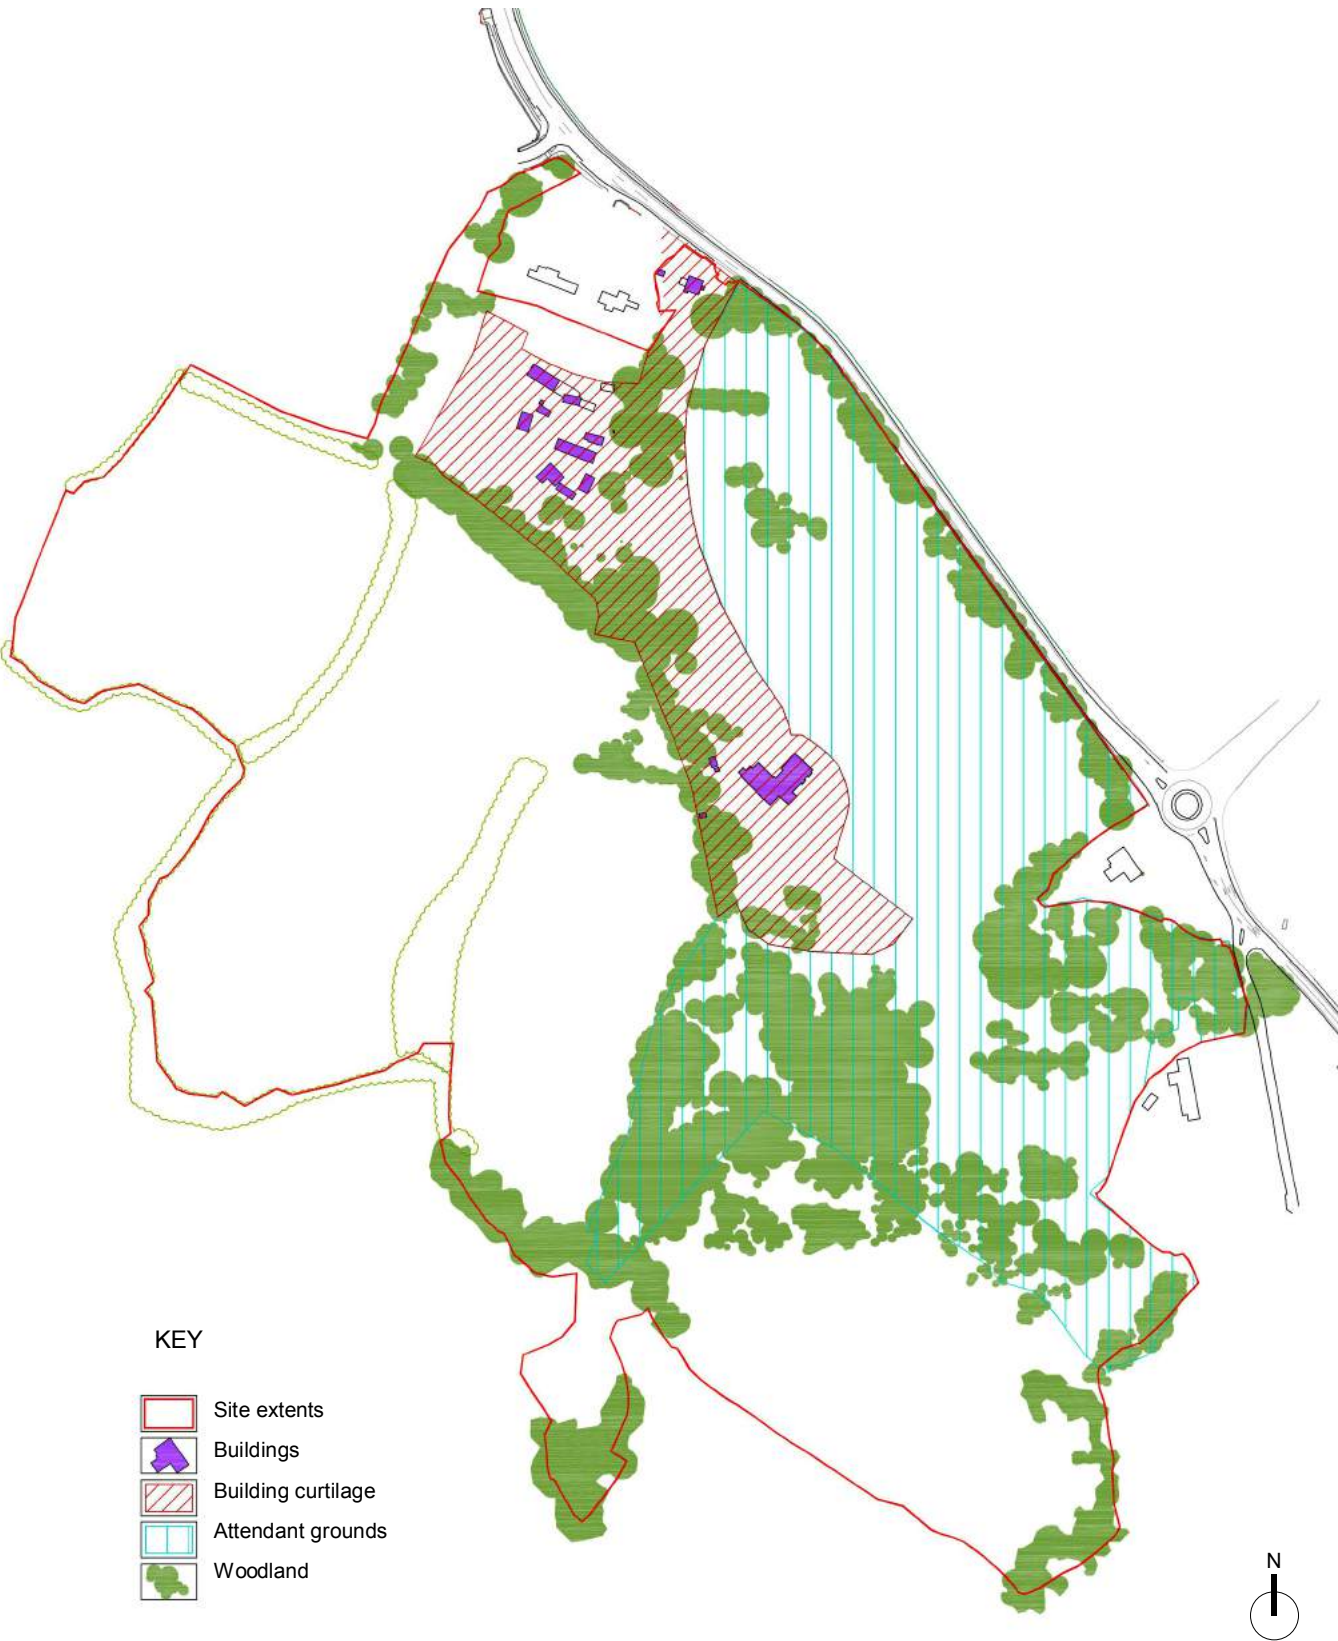 KEY
Site extents
Buildings
Building curtilage
Attendant grounds
Woodland
N